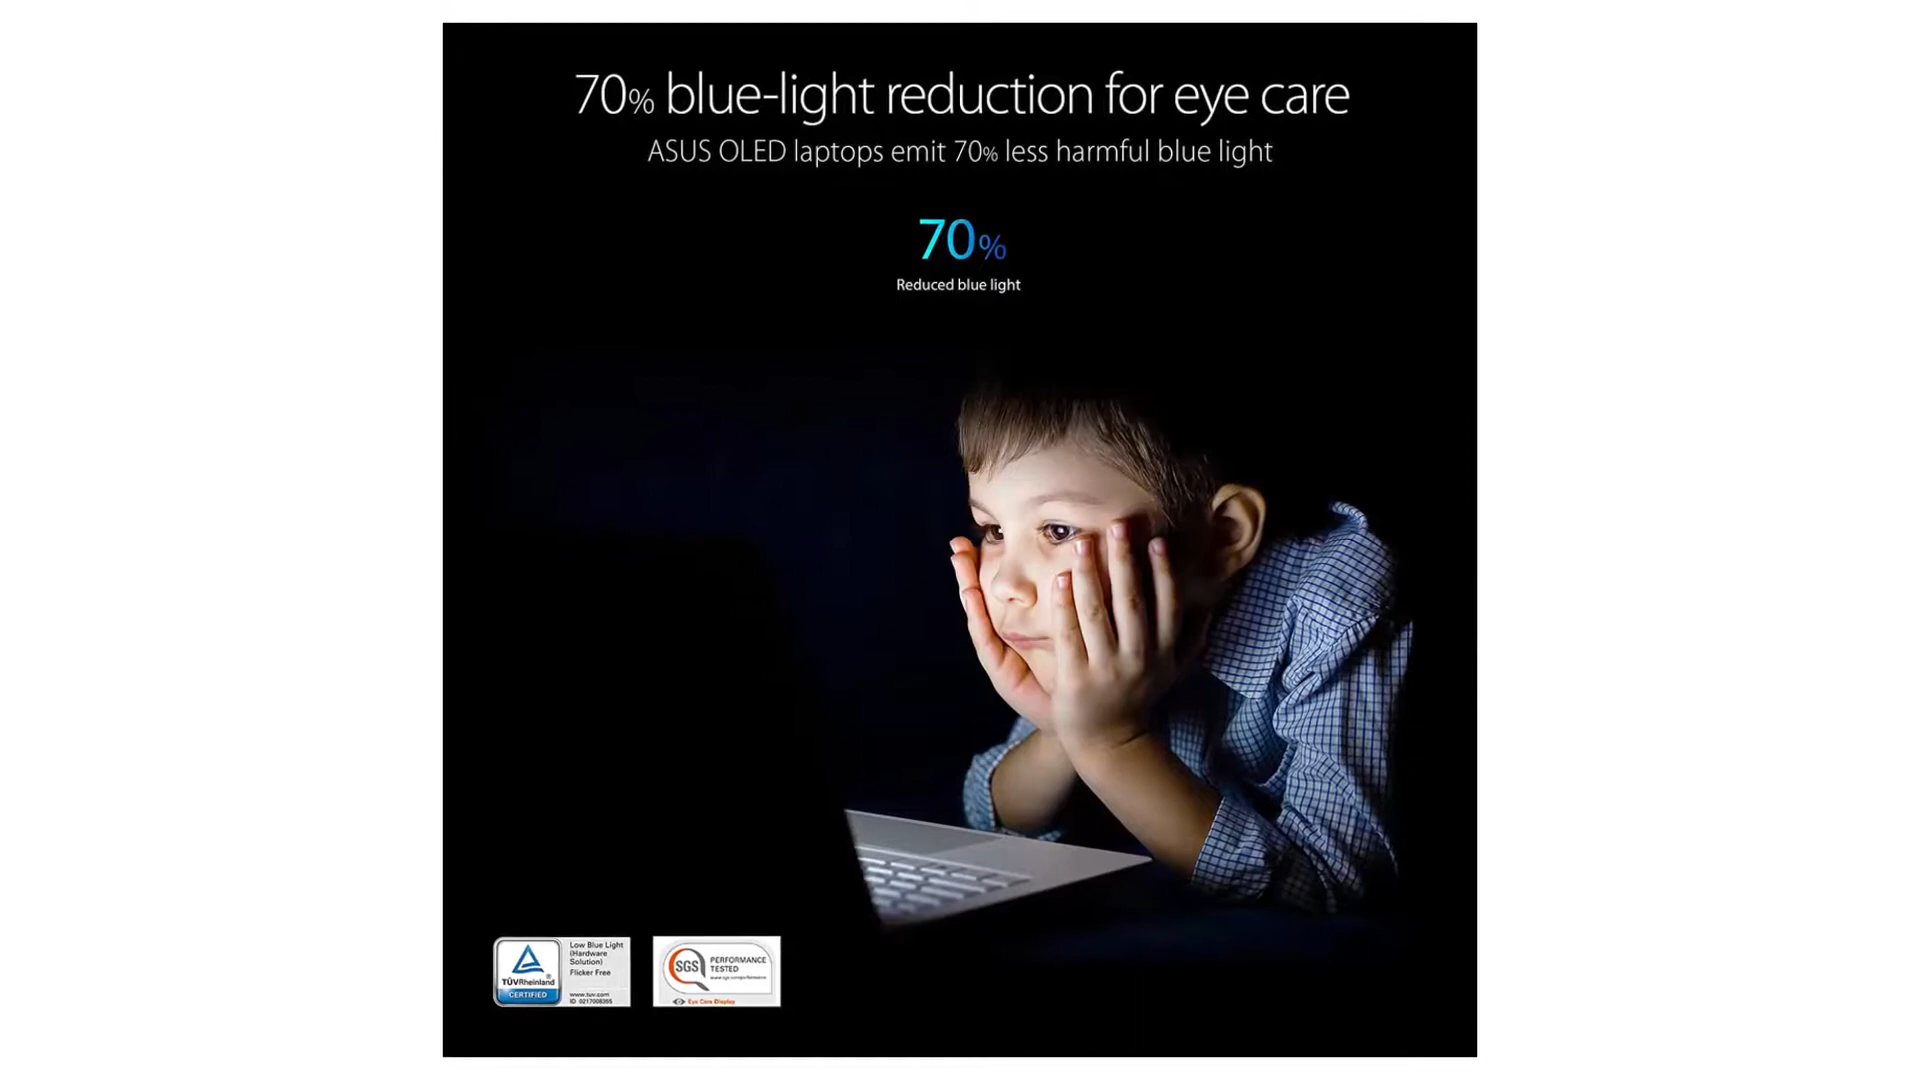 70% blue-light reduction for eye care
ASUS OLED laptops emit 70% less harmful blue light
70%
Reduced blue light
TÜVRheinland®
CERTIFIED
Low Blue Light
(Hardware
Solution)
Flicker Free
www.tuv.com
SGS
PERFORMANCE
TESTED
Eye Care Display